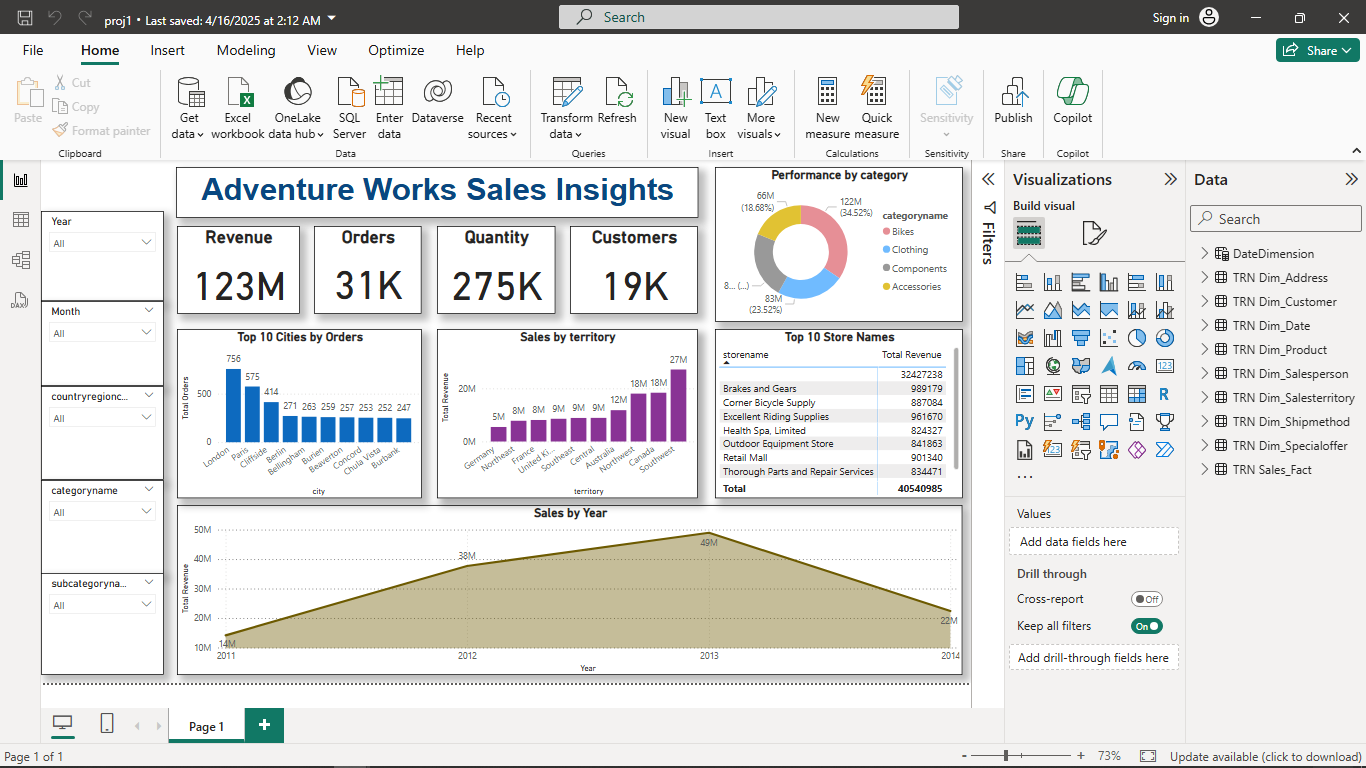 proj1 • Last saved: 4/16/2025 at 2:12 AM
Search
Sign in
File
Home
Insert
Modeling
View
Optimize
Help
Share
Paste
Cut
Copy
Format painter
Clipboard
Get data
Excel workbook
OneLake data hub
SQL Server
Enter data
Dataverse
Recent sources
Data
Transform data
Refresh
Queries
New visual
A
Text box
More visuals
Insert
New measure
Quick measure
Calculations
Sensitivity
Sensitivity
Publish
Share
Copilot
Copilot
Year
All
Month
All
countryregionc...
All
categoryname
All
subcategoryna...
All
Adventure Works Sales Insights
Revenue
123M
Orders
31K
Quantity
275K
Customers
19K
Performance by category
66M
(18.68%)
122M
(34.52%)
8... (...)
83M
(23.52%)
categoryname
Bikes
Clothing
Components
Accessories
Top 10 Cities by Orders
Total Orders
500
0
756
575
414
271
263
259
257
253
252
247
London
Paris
Cliffside
Berlin
Bellingham
Burien
Beaverton
Concord
Chula Vista
Burbank
city
Sales by territory
Total Revenue
20M
0M
5M
8M
8M
9M
9M
9M
12M
18M
18M
27M
Germany
Northeast
France
United Ki...
Southeast
Central
Australia
Northwest
Canada
Southwest
territory
Top 10 Store Names
storename Total Revenue
32427238
Brakes and Gears 989179
Corner Bicycle Supply 887084
Excellent Riding Supplies 961670
Health Spa, Limited 824327
Outdoor Equipment Store 841863
Retail Mall 901340
Thorough Parts and Repair Services 834471
Total 40540985
Sales by Year
Total Revenue
50M
40M
30M
20M
10M
14M
38M
49M
22M
2011
2012
2013
2014
Year
Filters
Visualizations
Build visual
123
R
Py
...
Values
Add data fields here
Drill through
Cross-report
Off
Keep all filters
On
Add drill-through fields here
Data
Search
DateDimension
TRN Dim_Address
TRN Dim_Customer
TRN Dim_Date
TRN Dim_Product
TRN Dim_Salesperson
TRN Dim_Salesterritory
TRN Dim_Shipmethod
TRN Dim_Specialoffer
TRN Sales_Fact
DAX
Page 1
+
Page 1 of 1
-
+
73%
Update available (click to download)